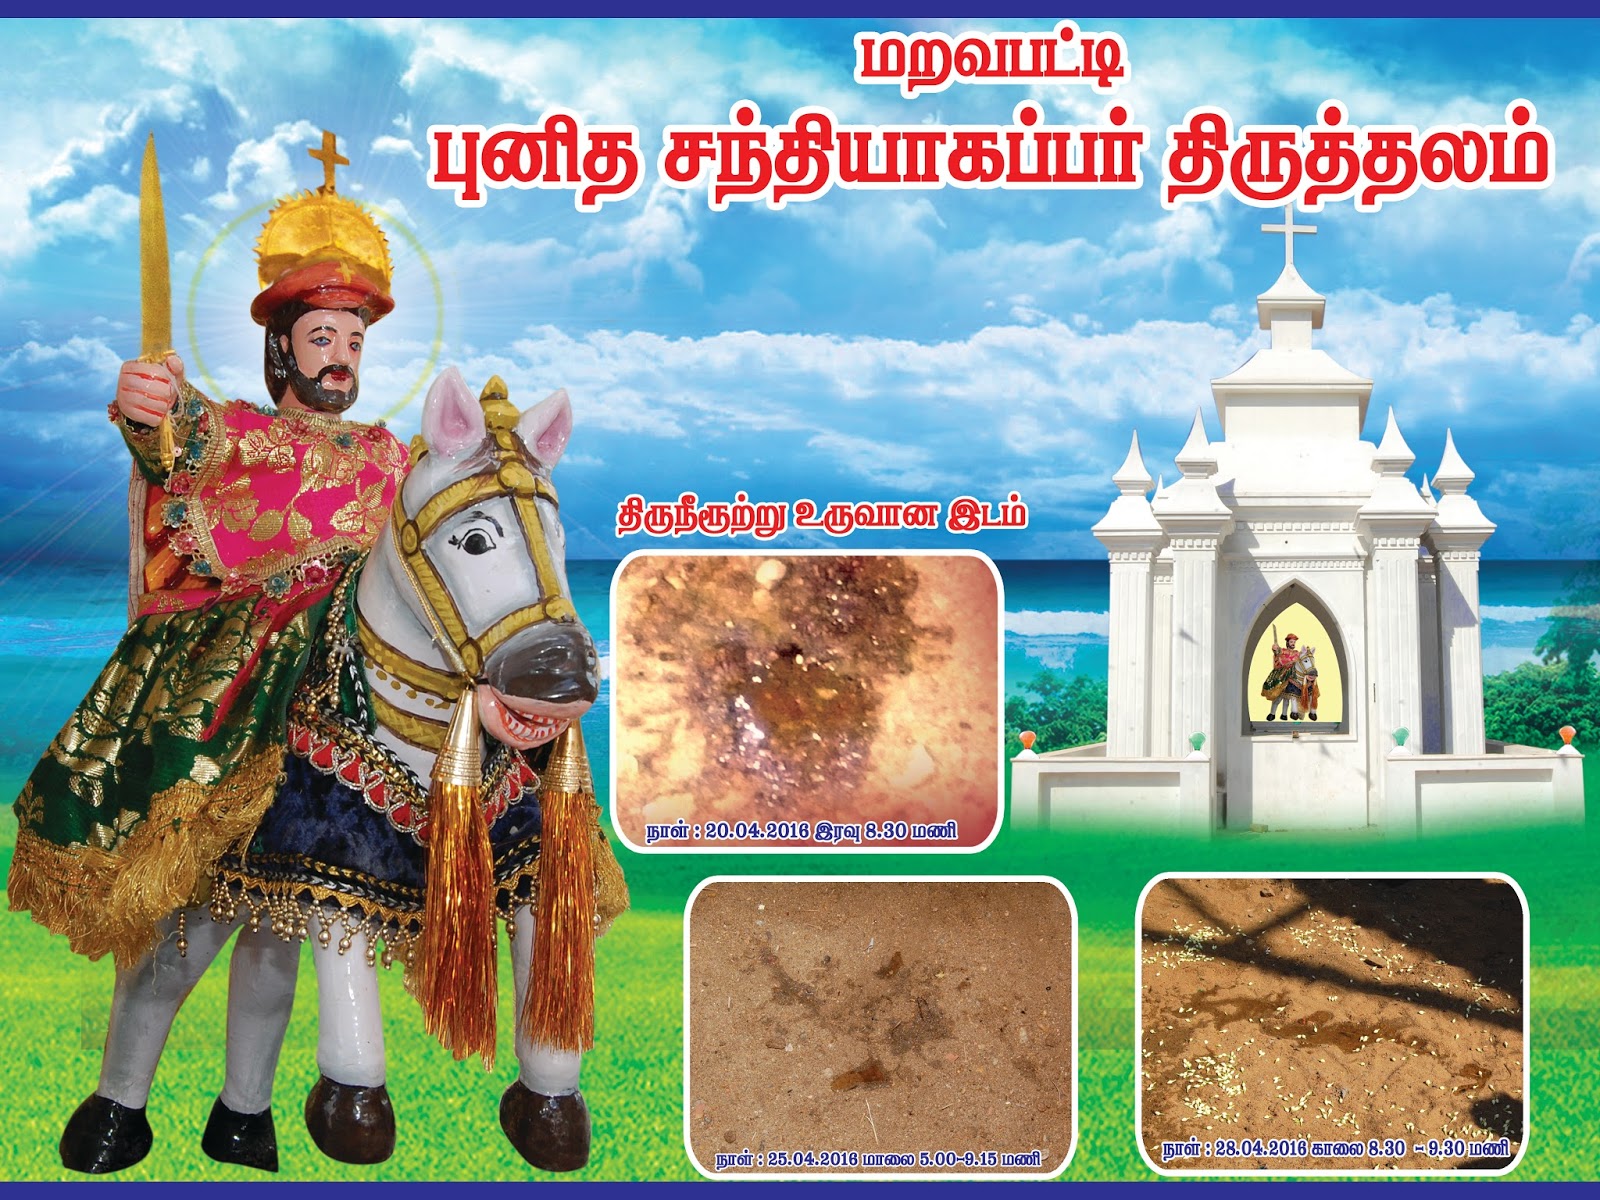 மறவபட்டி
புனித சந்தியாகப்பர் திருத்தலம்
திருநீரூற்று உருவான இடம்
நாள் : 20.04.2016 இரவு 8.30 மணி
நாள் : 25.04.2016 மாலை 5.00-9.15 மணி
நாள் : 28.04.2016 காலை 8.30 - 9.30 மணி